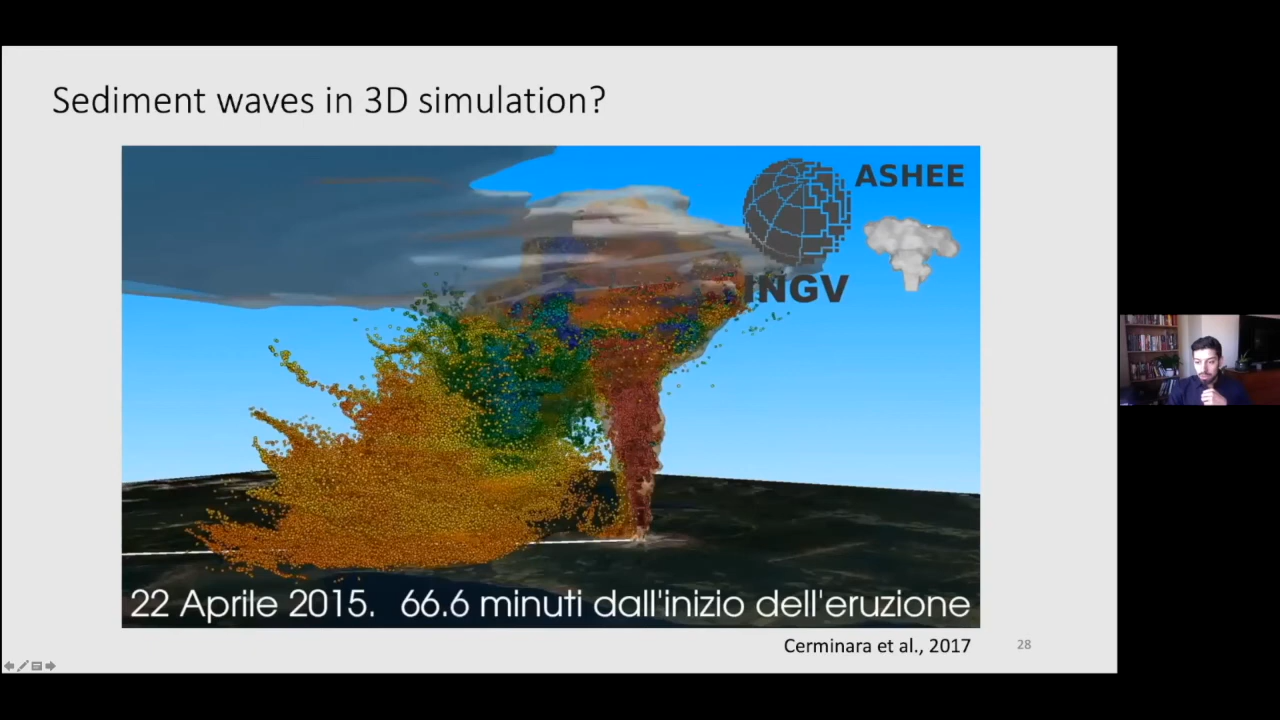 Sediment waves in 3D simulation?
ASHEE
INGV
22 Aprile 2015. 66.6 minuti dall'inizio dell'eruzione
Cerminara et al., 2017
28